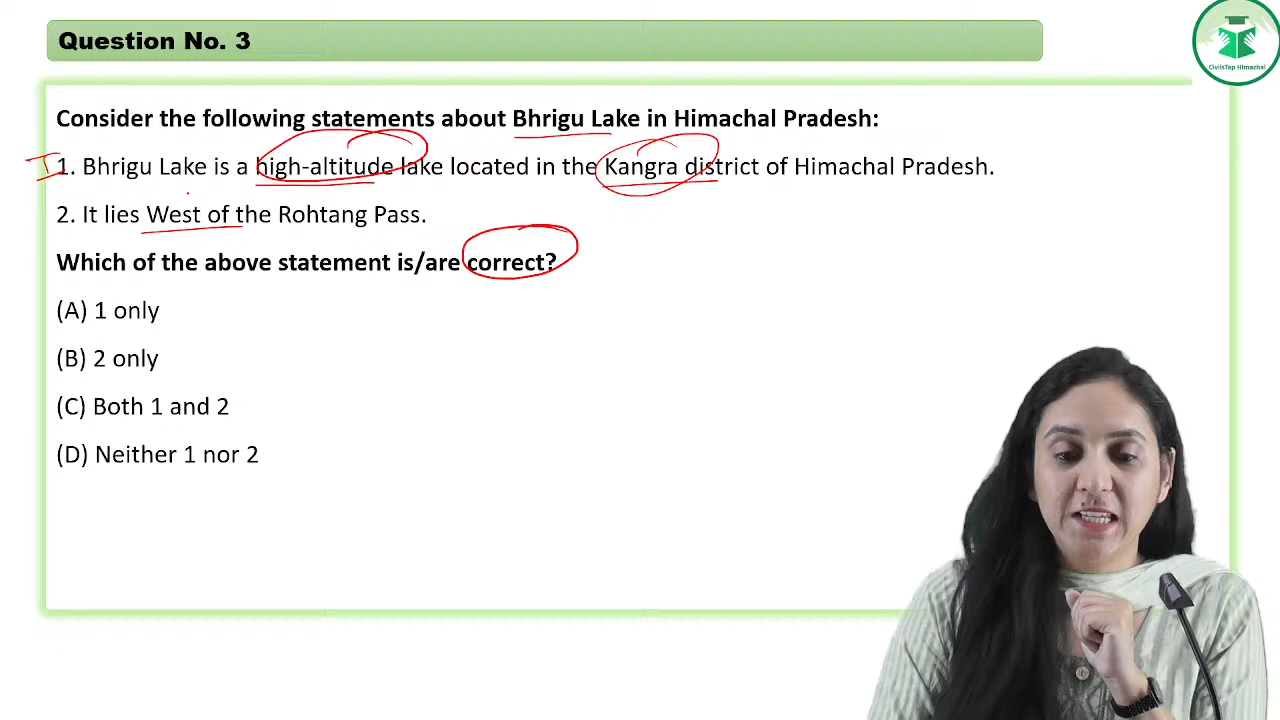 Question No. 3
CivilsTap Himachal
Consider the following statements about Bhrigu Lake in Himachal Pradesh:
I
1. Bhrigu Lake is a high-altitude lake located in the Kangra district of Himachal Pradesh.
2. It lies West of the Rohtang Pass.
Which of the above statement is/are correct?
(A) 1 only
(B) 2 only
(C) Both 1 and 2
(D) Neither 1 nor 2